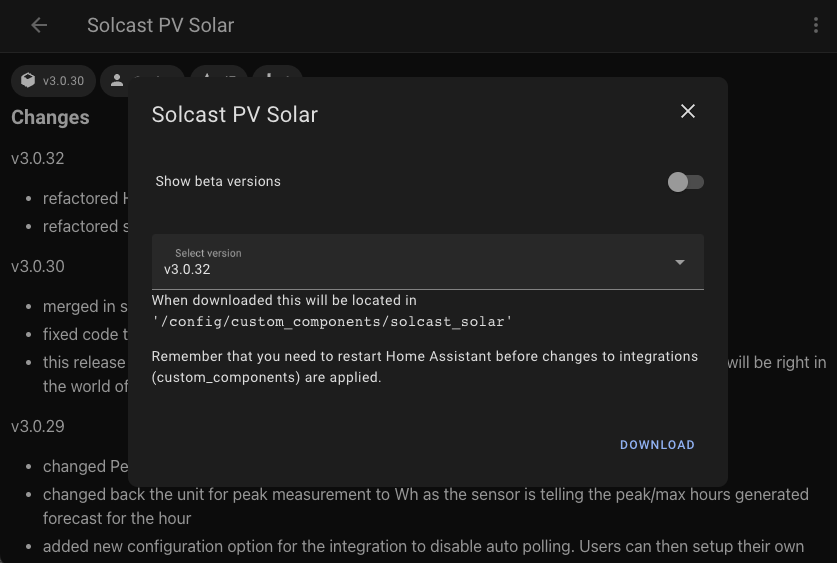 Solcast PV Solar
v3.0.30
Changes
Solcast PV Solar
v3.0.32
Show beta versions
refactored
refactored
Select version
v3.0.30
v3.0.32
When downloaded this will be located in
merged in
'/config/custom_components/solcast_solar'
fixed code
Remember that you need to restart Home Assistant before changes to integrations
this release
will be right in
(custom_components) are applied.
the world of
v3.0.29
DOWNLOAD
changed
changed back the unit for peak measurement to Wh as the sensor is telling the peak/max hours generated
forecast for the hour
added new configuration option for the integration to disable auto polling. Users can then setup their own